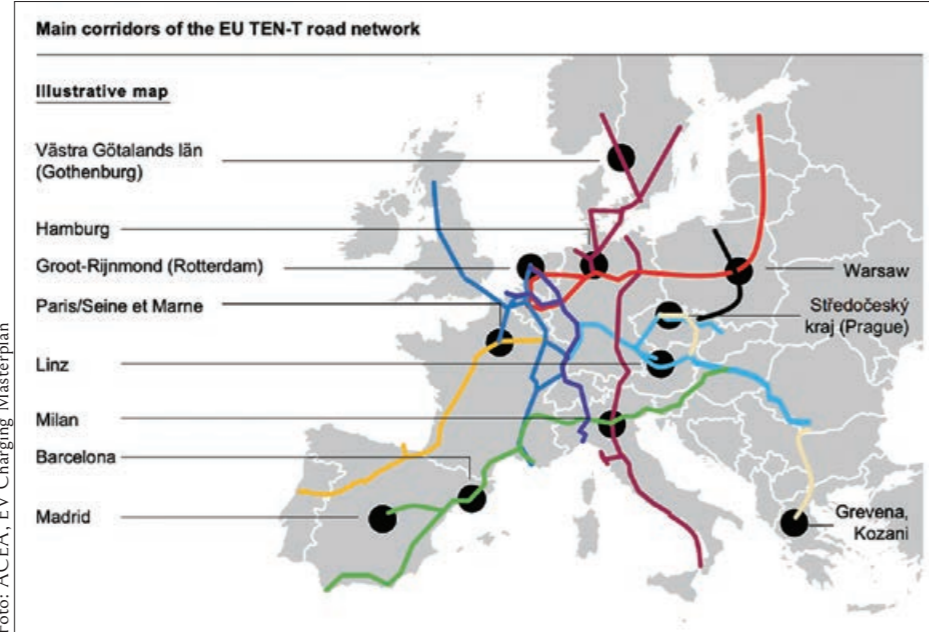 Main corridors of the EU TEN-T road network
Illustrative map
Västra Götalands län
(Gothenburg)
Hamburg
Groot-Rijnmond (Rotterdam)
Paris/Seine et Marne
Linz
Milan
Barcelona
Madrid
Warsaw
Středočeský
kraj (Prague)
Grevena,
Kozani
Foto: ACEA, EV Charging Masterplan